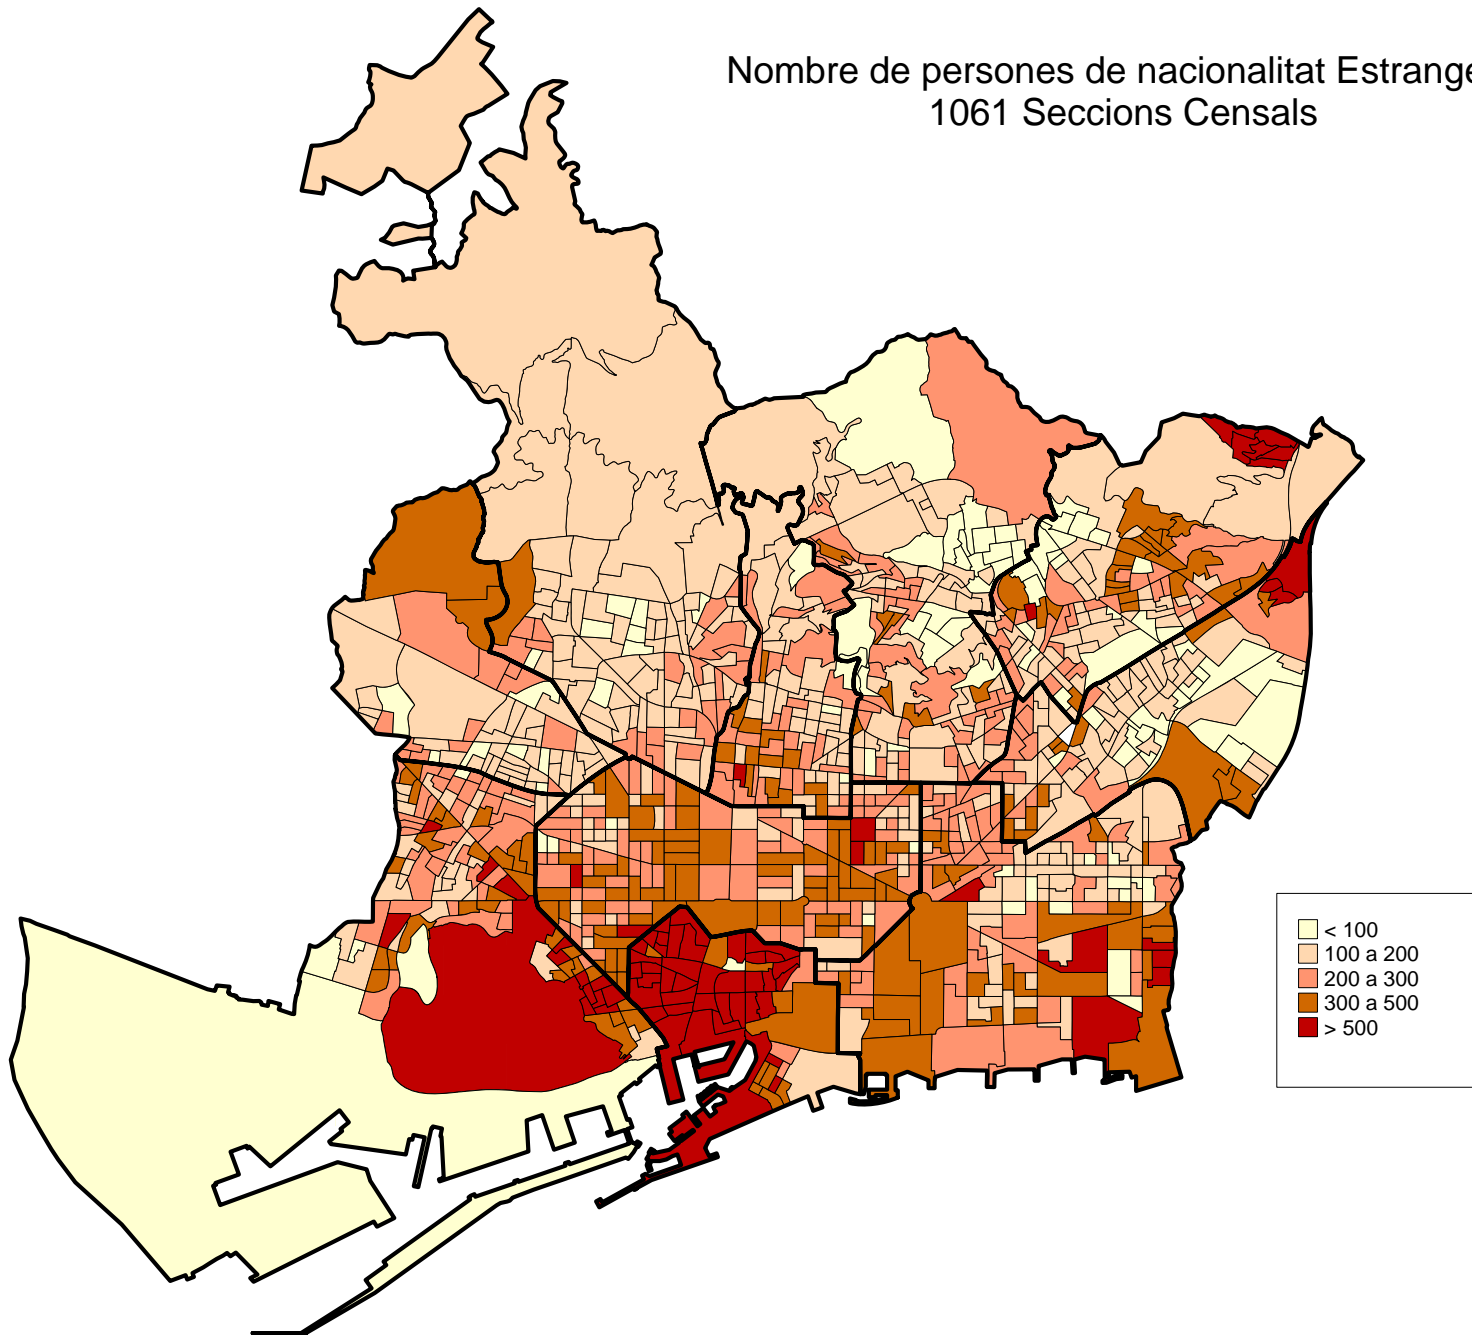 Nombre de persones de nacionalitat Estrange
1061 Seccions Censals
< 100
100 a 200
200 a 300
300 a 500
> 500